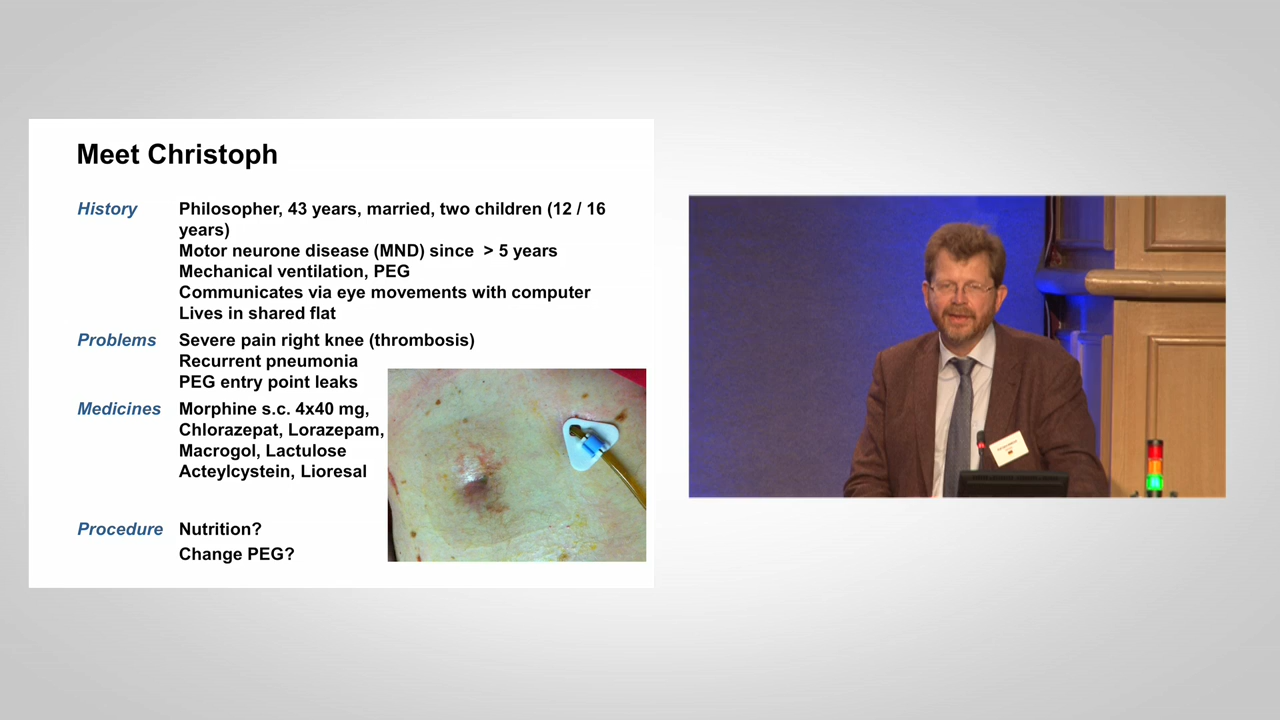 Meet Christoph
History Philosopher, 43 years, married, two children (12 / 16
years)
Motor neurone disease (MND) since > 5 years
Mechanical ventilation, PEG
Communicates via eye movements with computer
Lives in shared flat
Problems Severe pain right knee (thrombosis)
Recurrent pneumonia
PEG entry point leaks
Medicines Morphine s.c. 4x40 mg,
Chlorazepat, Lorazepam,
Macrogol, Lactulose
Acteylcystein, Lioresal
Procedure Nutrition?
Change PEG?